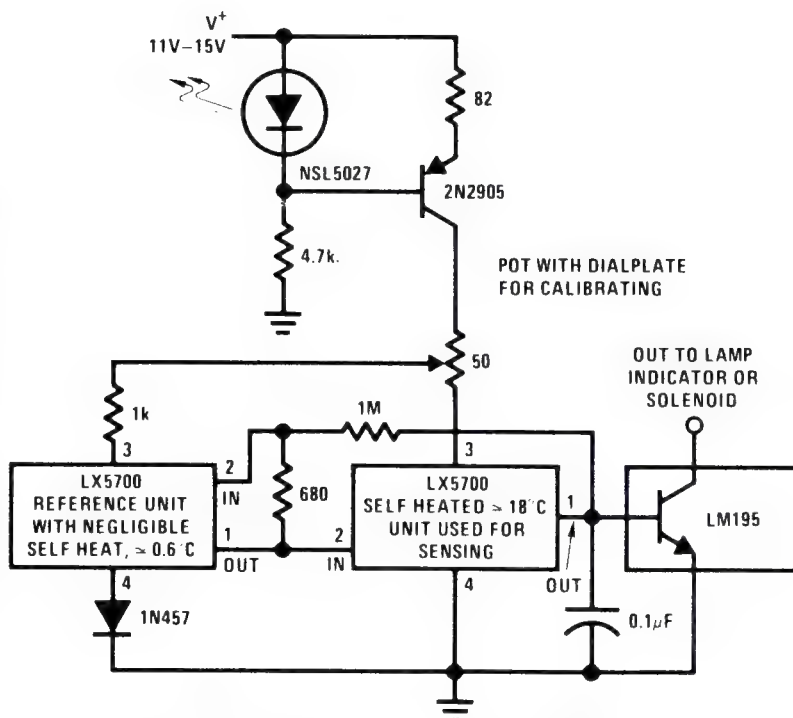 V+
11V–15V
82
NSL5027
2N2905
4.7k.
POT WITH DIALPLATE
FOR CALIBRATING
OUT TO LAMP
INDICATOR OR
SOLENOID
50
1k
1M
3
3
2
IN
LX5700
REFERENCE UNIT
WITH NEGLIGIBLE
SELF HEAT, ≃ 0.6°C
680
LX5700
SELF HEATED ≃ 18°C
UNIT USED FOR
SENSING
1
LM195
1
OUT
2
IN
OUT
4
4
1N457
0.1μF